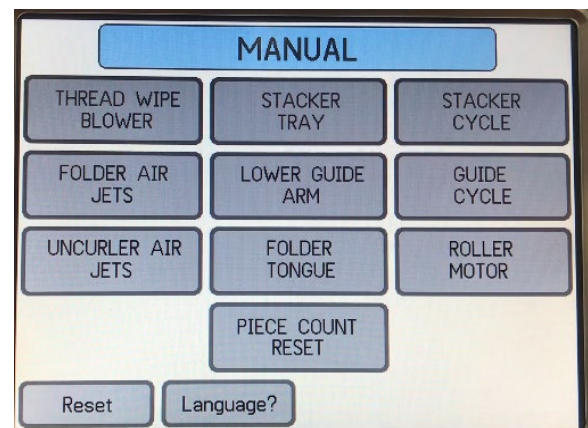 MANUAL
THREAD WIPE
BLOWER
STACKER
TRAY
STACKER
CYCLE
FOLDER AIR
JETS
LOWER GUIDE
ARM
GUIDE
CYCLE
UNCURLER AIR
JETS
FOLDER
TONGUE
ROLLER
MOTOR
PIECE COUNT
RESET
Reset
Language?